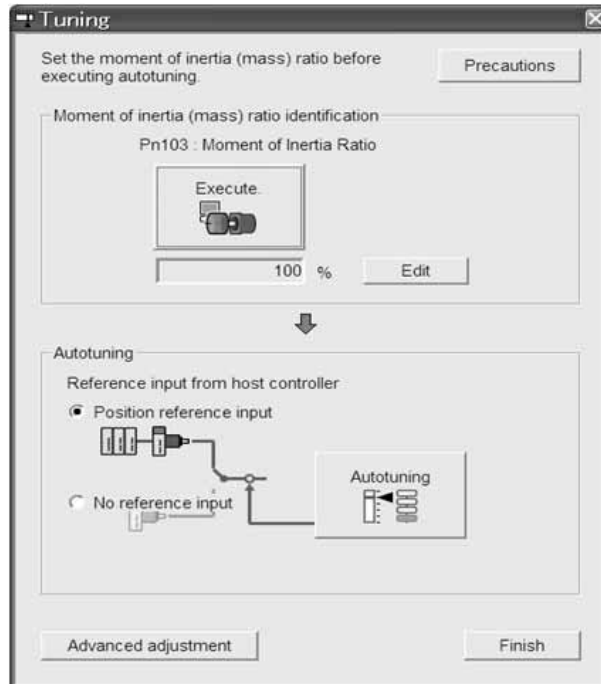 Tuning
Set the moment of inertia (mass) ratio before
executing autotuning.
Precautions
Moment of inertia (mass) ratio identification
Pn103 : Moment of Inertia Ratio
Execute.
100 %
Edit
Autotuning
Reference input from host controller
Position reference input
No reference input
Autotuning
Advanced adjustment
Finish